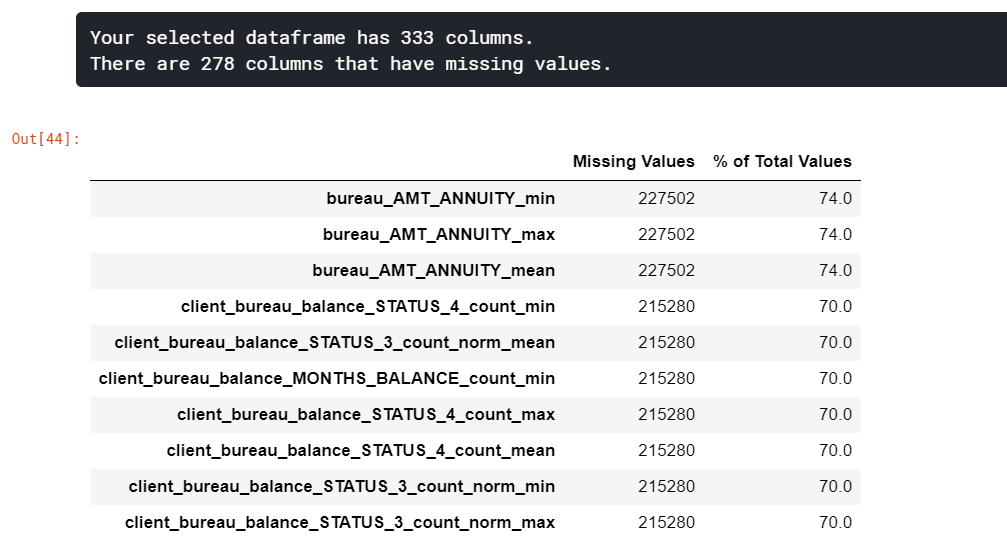 Your selected dataframe has 333 columns.
There are 278 columns that have missing values.
Out[44]:
Missing Values % of Total Values
bureau_AMT_ANNUITY_min 227502 74.0
bureau_AMT_ANNUITY_max 227502 74.0
bureau_AMT_ANNUITY_mean 227502 74.0
client_bureau_balance_STATUS_4_count_min 215280 70.0
client_bureau_balance_STATUS_3_count_norm_mean 215280 70.0
client_bureau_balance_MONTHS_BALANCE_count_min 215280 70.0
client_bureau_balance_STATUS_4_count_max 215280 70.0
client_bureau_balance_STATUS_4_count_mean 215280 70.0
client_bureau_balance_STATUS_3_count_norm_min 215280 70.0
client_bureau_balance_STATUS_3_count_norm_max 215280 70.0